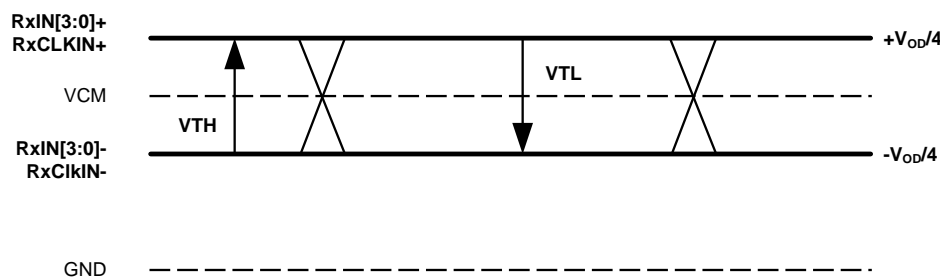 RxIN[3:0]+
RxCLKIN+
+VOD/4
VTL
VCM
VTH
RxIN[3:0]-
RxClkIN-
-VOD/4
GND